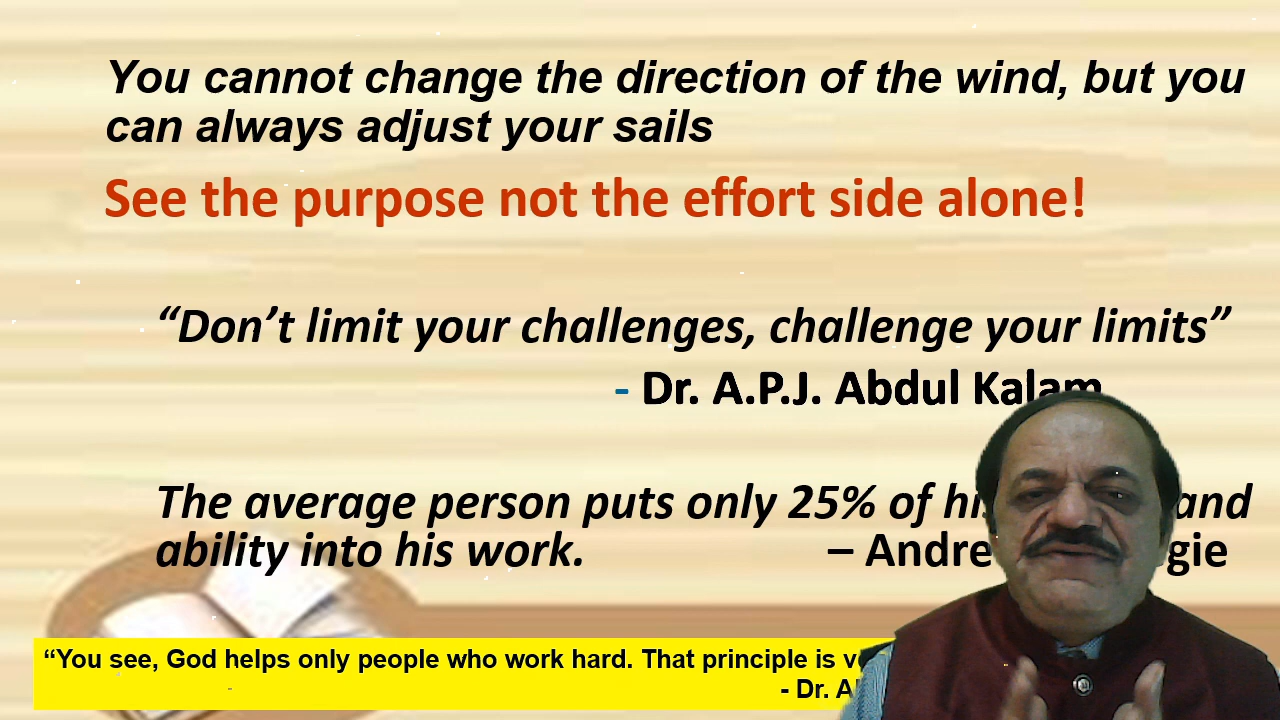 You cannot change the direction of the wind, but you
can always adjust your sails
See the purpose not the effort side alone!
“Don’t limit your challenges, challenge your limits”
- Dr. A.P.J. Abdul Kalam
The average person puts only 25% of his and
ability into his work. –
“You see, God helps only people who work hard. That principle is
- Dr.